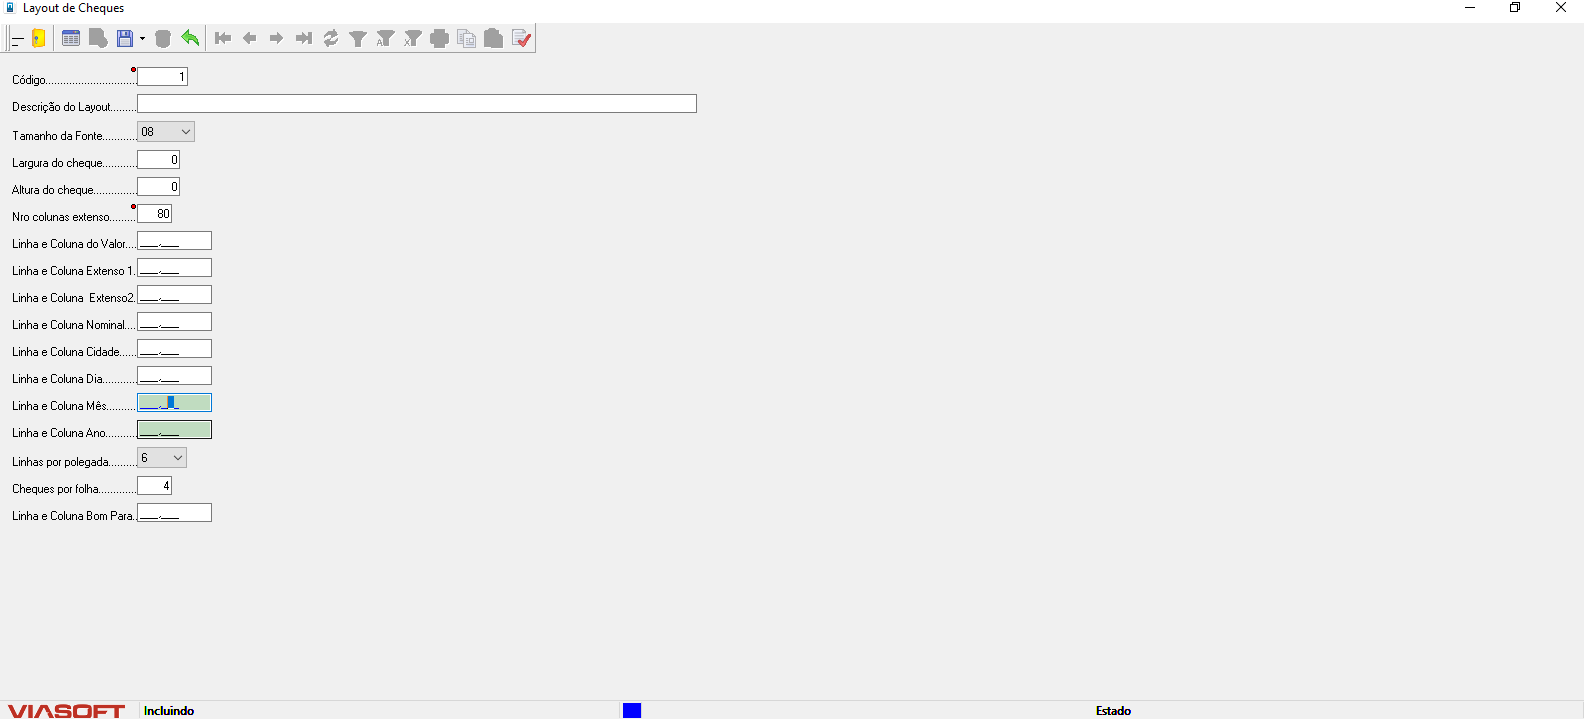 Layout de Cheques
Código............................... 1
Descrição do Layout.........
Tamanho da Fonte............ 08
Largura do cheque............ 0
Altura do cheque............... 0
Nro colunas extenso......... 80
Linha e Coluna do Valor.... ___,___
Linha e Coluna Extenso 1. ___,___
Linha e Coluna  Extenso2. ___,___
Linha e Coluna Nominal.... ___,___
Linha e Coluna Cidade...... ___,___
Linha e Coluna Dia........... ___,___
Linha e Coluna Mês.......... ___,___
Linha e Coluna Ano........... ___,___
Linhas por polegada.......... 6
Cheques por folha............. 4
Linha e Coluna Bom Para.. ___,___
VIASOFT Incluindo Estado